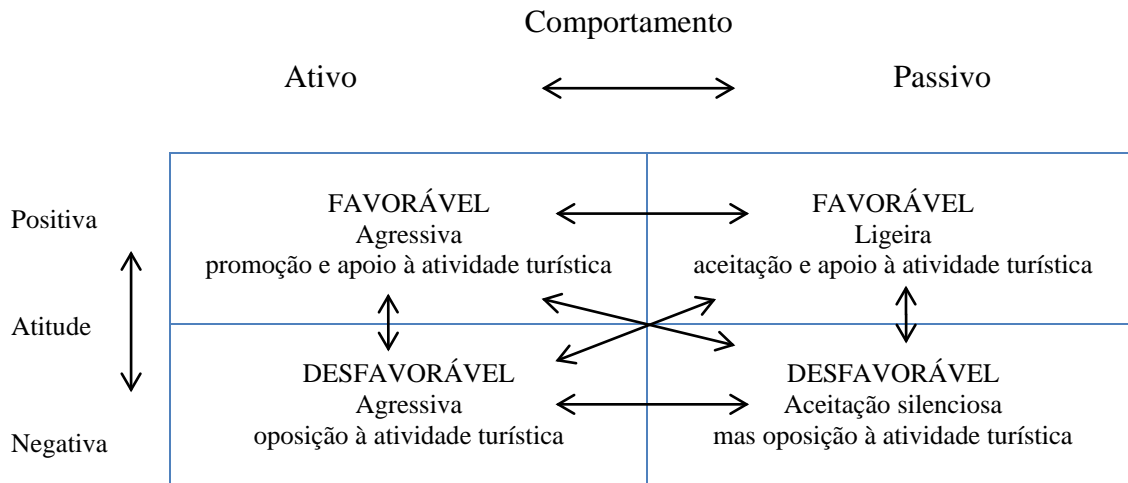 Comportamento
Ativo
Passivo
Positiva
Atitude
Negativa
FAVORÁVEL
Agressiva
promoção e apoio à atividade turística
FAVORÁVEL
Ligeira
aceitação e apoio à atividade turística
DESFAVORÁVEL
Agressiva
oposição à atividade turística
DESFAVORÁVEL
Aceitação silenciosa
mas oposição à atividade turística